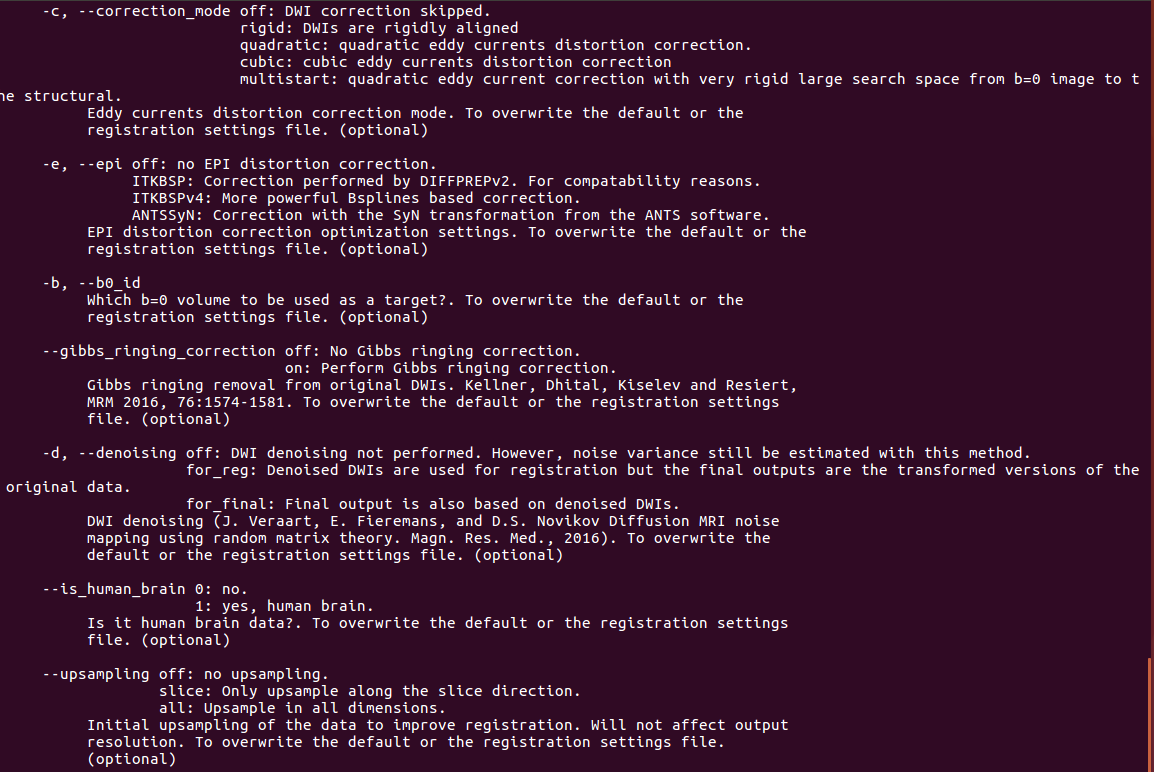 -c, --correction_mode off: DWI correction skipped.
rigid: DWIs are rigidly aligned
quadratic: quadratic eddy currents distortion correction.
cubic: cubic eddy currents distortion correction
multistart: quadratic eddy current correction with very rigid large search space from b=0 image to t
he structural.
Eddy currents distortion correction mode. To overwrite the default or the
registration settings file. (optional)
-e, --epi off: no EPI distortion correction.
ITKBSP: Correction performed by DIFFPREPv2. For compatability reasons.
ITKBSPv4: More powerful Bsplines based correction.
ANTSSyN: Correction with the SyN transformation from the ANTS software.
EPI distortion correction optimization settings. To overwrite the default or the
registration settings file. (optional)
-b, --b0_id
Which b=0 volume to be used as a target?. To overwrite the default or the
registration settings file. (optional)
--gibbs_ringing_correction off: No Gibbs ringing correction.
on: Perform Gibbs ringing correction.
Gibbs ringing removal from original DWIs. Kellner, Dhital, Kiselev and Resiert,
MRM 2016, 76:1574-1581. To overwrite the default or the registration settings
file. (optional)
-d, --denoising off: DWI denoising not performed. However, noise variance still be estimated with this method.
for_reg: Denoised DWIs are used for registration but the final outputs are the transformed versions of the
original data.
for_final: Final output is also based on denoised DWIs.
DWI denoising (J. Veraart, E. Fieremans, and D.S. Novikov Diffusion MRI noise
mapping using random matrix theory. Magn. Res. Med., 2016). To overwrite the
default or the registration settings file. (optional)
--is_human_brain 0: no.
1: yes, human brain.
Is it human brain data?. To overwrite the default or the registration settings
file. (optional)
--upsampling off: no upsampling.
slice: Only upsample along the slice direction.
all: Upsample in all dimensions.
Initial upsampling of the data to improve registration. Will not affect output
resolution. To overwrite the default or the registration settings file.
(optional)